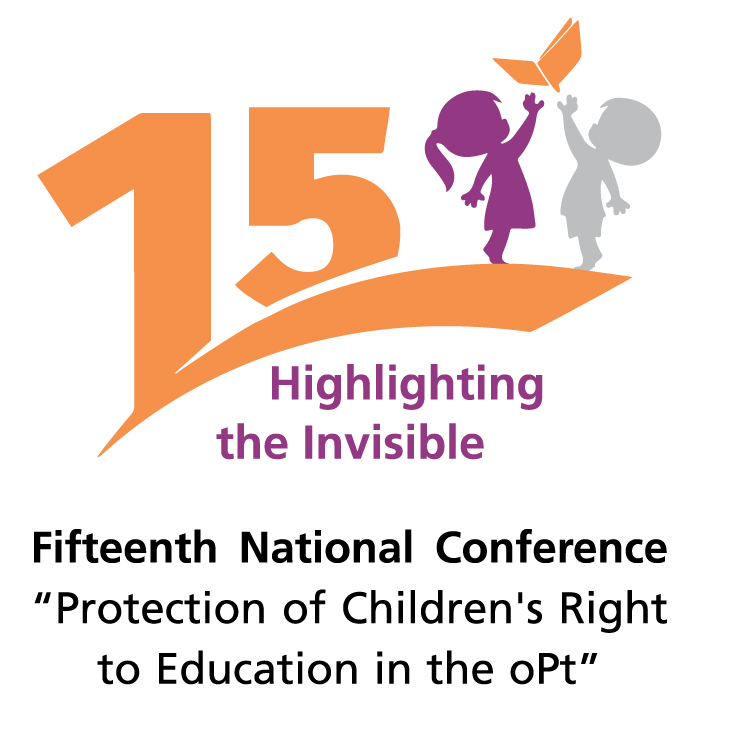 15
Highlighting
the Invisible
Fifteenth National Conference
“Protection of Children's Right
to Education in the oPt”